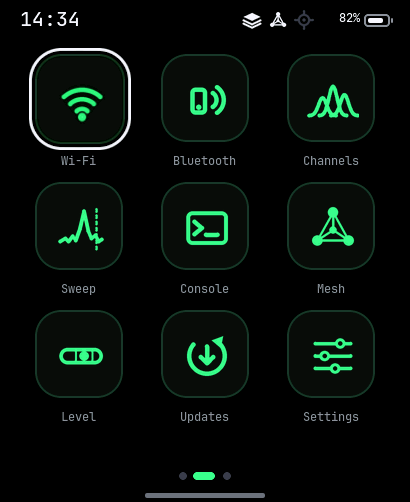 14:34 82%
Wi-Fi Bluetooth Channels
Sweep Console Mesh
Level Updates Settings